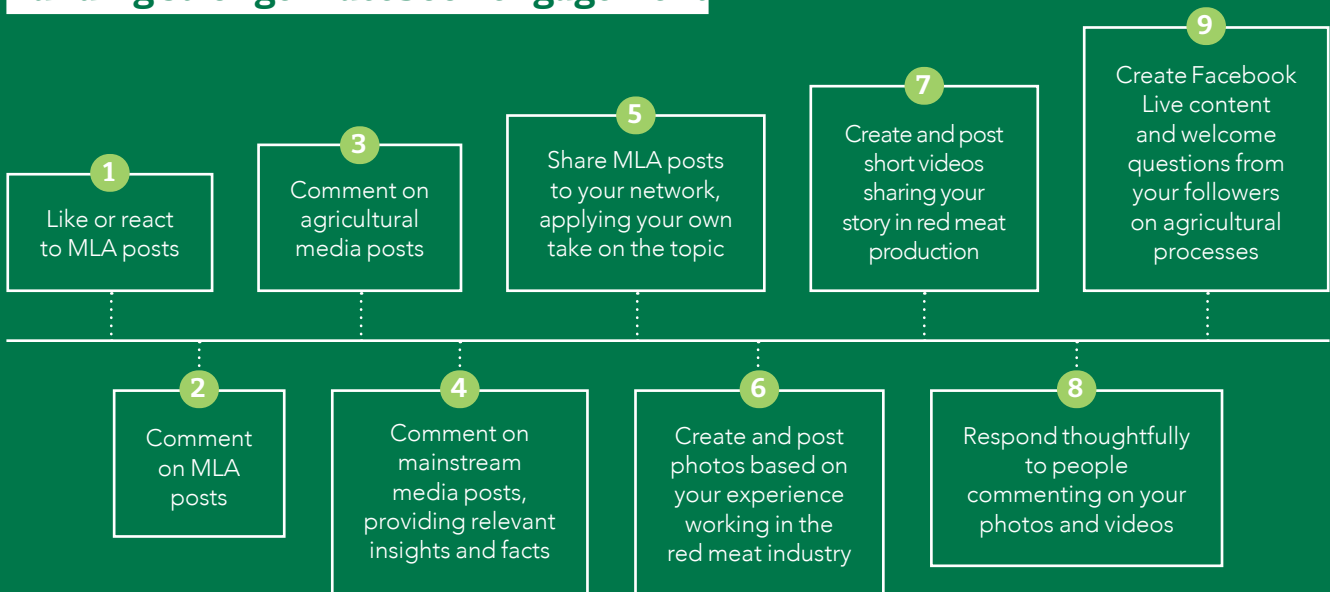 1
Like or react
to MLA posts
2
Comment
on MLA
posts
3
Comment on
agricultural
media posts
4
Comment on
mainstream
media posts,
providing relevant
insights and facts
5
Share MLA posts
to your network,
applying your own
take on the topic
6
Create and post
photos based on
your experience
working in the
red meat industry
7
Create and post
short videos
sharing your
story in red meat
production
8
Respond thoughtfully
to people
commenting on your
photos and videos
9
Create Facebook
Live content
and welcome
questions from
your followers
on agricultural
processes